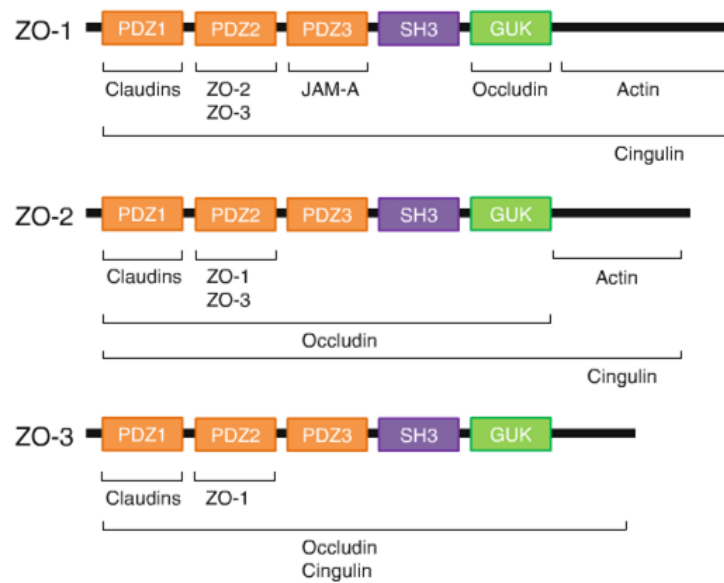 ZO-1 PDZ1 PDZ2 PDZ3 SH3 GUK
Claudins ZO-2 JAM-A Occludin Actin
ZO-3
Cingulin
ZO-2 PDZ1 PDZ2 PDZ3 SH3 GUK
Claudins ZO-1 Actin
ZO-3
Occludin
Cingulin
ZO-3 PDZ1 PDZ2 PDZ3 SH3 GUK
Claudins ZO-1
Occludin
Cingulin